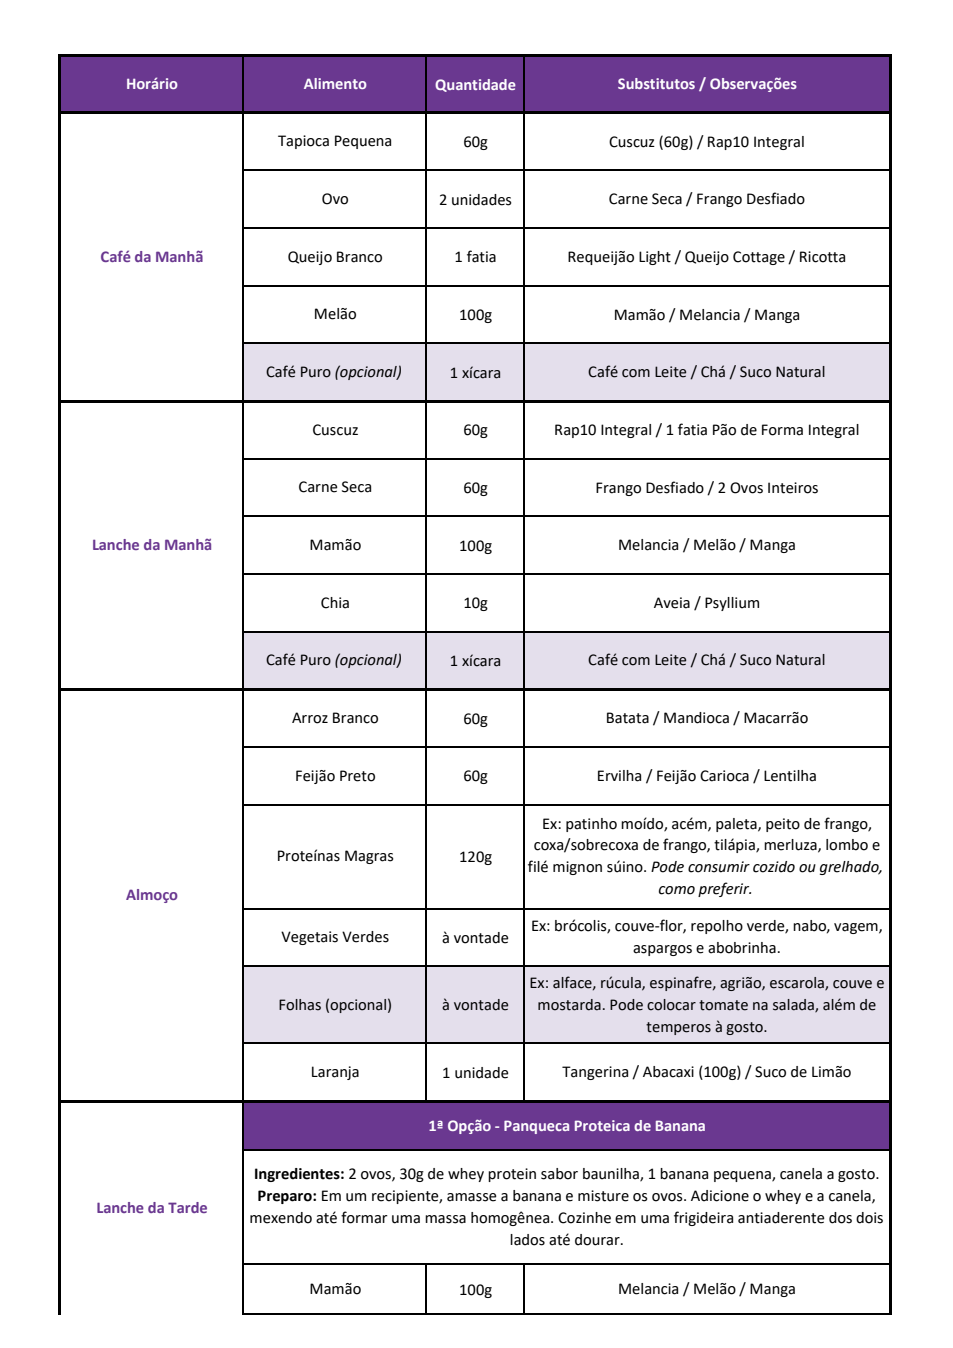 Horário Alimento Quantidade Substitutos / Observações
Café da Manhã
Tapioca Pequena 60g Cuscuz (60g) / Rap10 Integral
Ovo 2 unidades Carne Seca / Frango Desfiado
Queijo Branco 1 fatia Requeijão Light / Queijo Cottage / Ricotta
Melão 100g Mamão / Melancia / Manga
Café Puro (opcional) 1 xícara Café com Leite / Chá / Suco Natural
Lanche da Manhã
Cuscuz 60g Rap10 Integral / 1 fatia Pão de Forma Integral
Carne Seca 60g Frango Desfiado / 2 Ovos Inteiros
Mamão 100g Melancia / Melão / Manga
Chia 10g Aveia / Psyllium
Café Puro (opcional) 1 xícara Café com Leite / Chá / Suco Natural
Almoço
Arroz Branco 60g Batata / Mandioca / Macarrão
Feijão Preto 60g Ervilha / Feijão Carioca / Lentilha
Proteínas Magras 120g Ex: patinho moído, acém, paleta, peito de frango,
coxa/sobrecoxa de frango, tilápia, merluza, lombo e
filé mignon súino. Pode consumir cozido ou grelhado,
como preferir.
Vegetais Verdes à vontade Ex: brócolis, couve-flor, repolho verde, nabo, vagem,
aspargos e abobrinha.
Folhas (opcional) à vontade Ex: alface, rúcula, espinafre, agrião, escarola, couve e
mostarda. Pode colocar tomate na salada, além de
temperos à gosto.
Laranja 1 unidade Tangerina / Abacaxi (100g) / Suco de Limão
Lanche da Tarde
1ª Opção - Panqueca Proteica de Banana
Ingredientes: 2 ovos, 30g de whey protein sabor baunilha, 1 banana pequena, canela a gosto.
Preparo: Em um recipiente, amasse a banana e misture os ovos. Adicione o whey e a canela,
mexendo até formar uma massa homogênea. Cozinhe em uma frigideira antiaderente dos dois
lados até dourar.
Mamão 100g Melancia / Melão / Manga